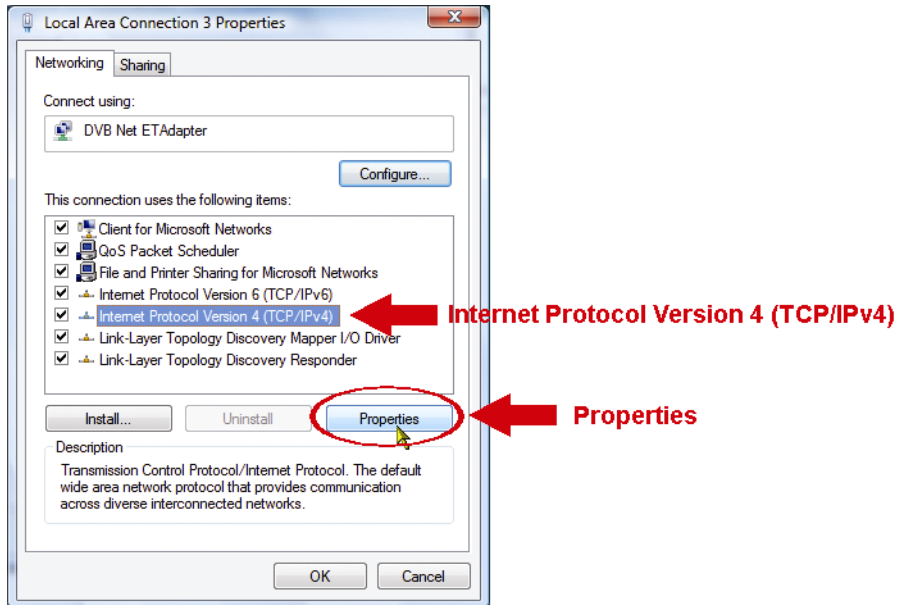 Local Area Connection 3 Properties
Networking
Sharing
Connect using:
DVB Net ETAdapter
Configure...
This connection uses the following items:
Client for Microsoft Networks
QoS Packet Scheduler
File and Printer Sharing for Microsoft Networks
Internet Protocol Version 6 (TCP/IPv6)
Internet Protocol Version 4 (TCP/IPv4)
Internet Protocol Version 4 (TCP/IPv4)
Link-Layer Topology Discovery Mapper I/O Driver
Link-Layer Topology Discovery Responder
Install...
Uninstall
Properties
Properties
Description
Transmission Control Protocol/Internet Protocol. The default
wide area network protocol that provides communication
across diverse interconnected networks.
OK
Cancel